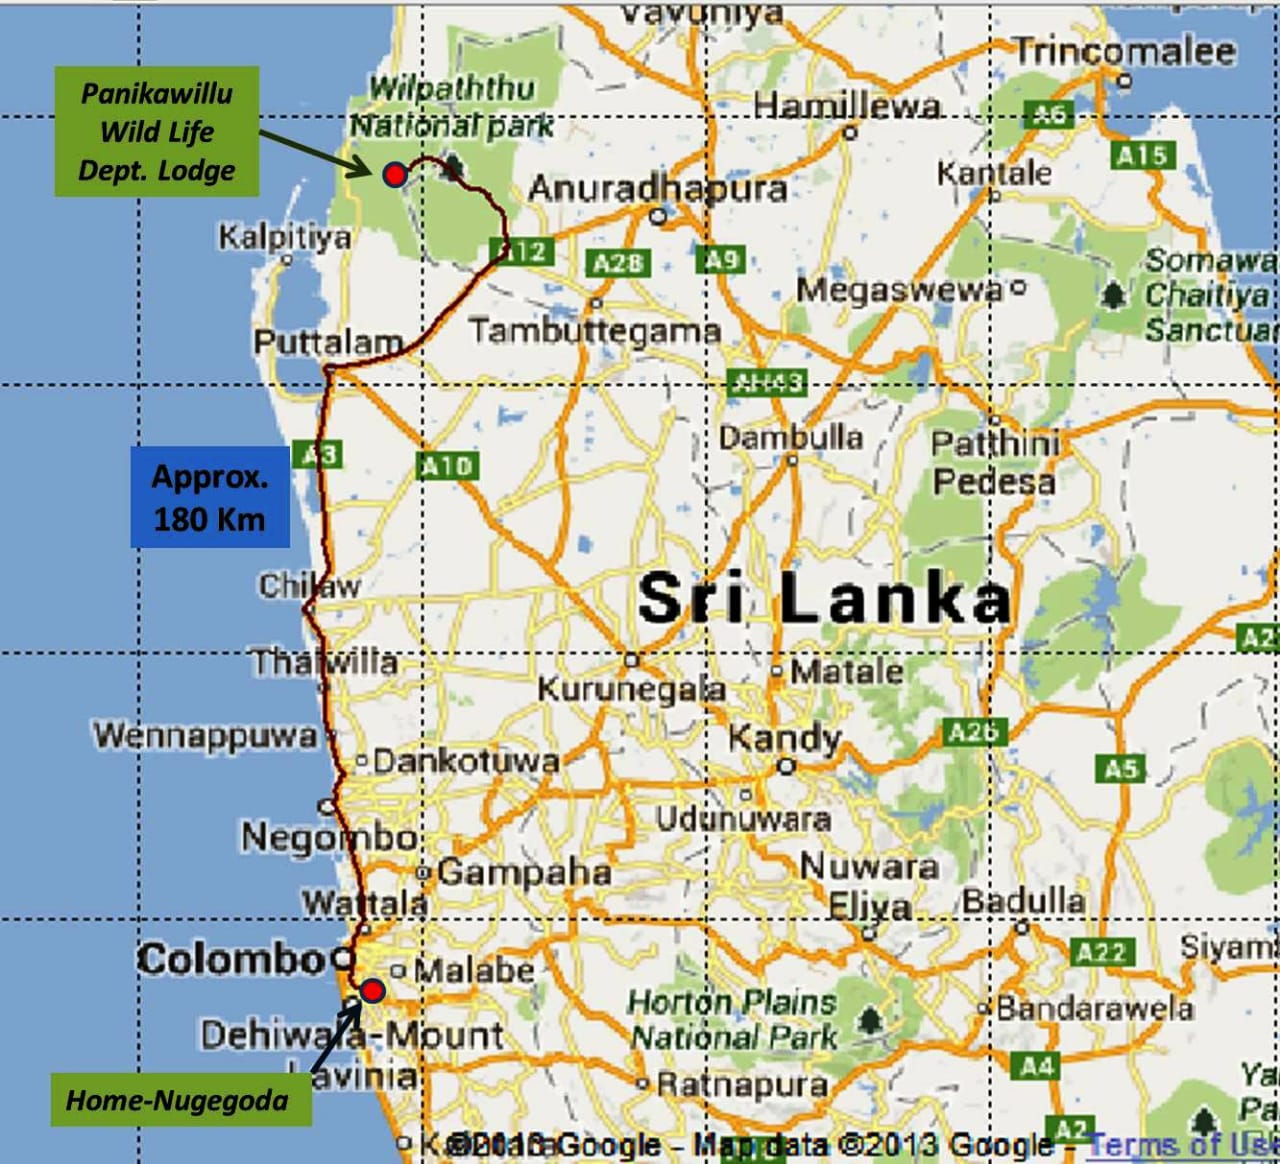 Vavuniya
Trincomalee
Panikawillu
Wild Life
Dept. Lodge
Wilpaththu
National park
Hamillewa
A6
A15
Kantale
Anuradhapura
Kalpitiya
A12
A28
A9
Somawa
Chaitiya
Sanctuar
Megaswewa
Puttalam
Tambuttegama
AH43
A3
A10
Dambulla
Patthini
Pedesa
Approx.
180 Km
Chilaw
Sri Lanka
A2
Thalwilla
Kurunegala
Matale
Wennappuwa
Kandy
A26
Dankotuwa
A5
Negombo
Udunuwara
Gampaha
Nuwara
Eliya
Badulla
Wattala
Colombo
Malabe
A22
Siyam
Horton Plains
National Park
Bandarawela
Dehiwala-Mount
Lavinia
A4
Ratnapura
Ya
Pa
Home-Nugegoda
A2
©2013 Google - Map data ©2013 Google - Terms of Use